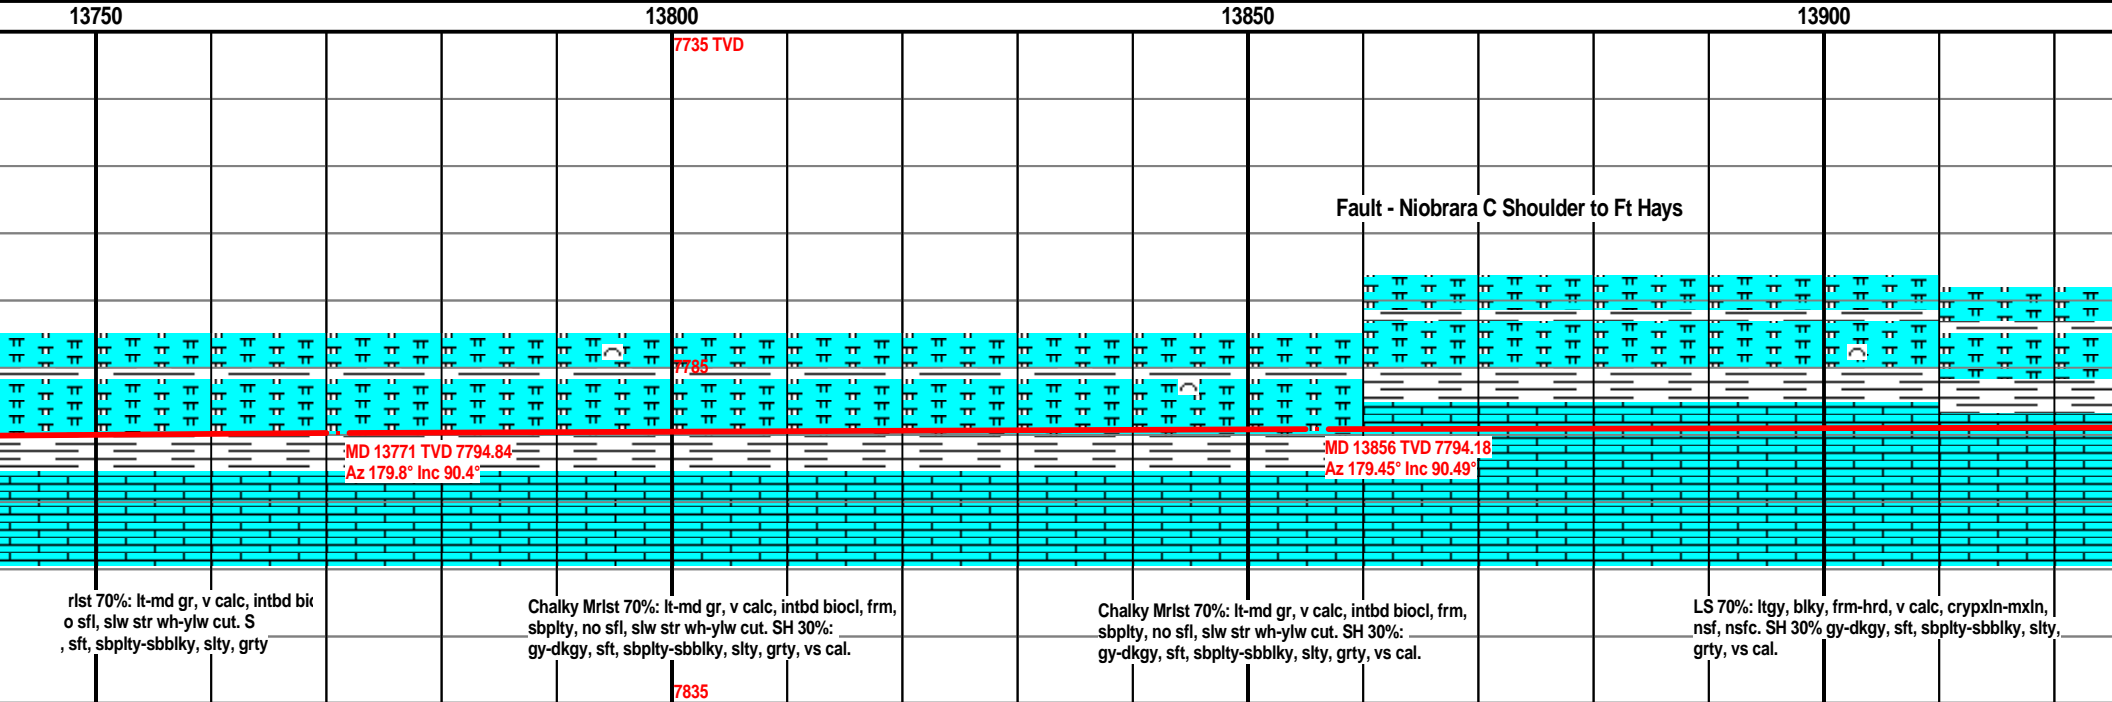 13750 13800 13850 13900
7735 TVD
Fault - Niobrara C Shoulder to Ft Hays
7785
MD 13771 TVD 7794.84
Az 179.8° Inc 90.4°
MD 13856 TVD 7794.18
Az 179.45° Inc 90.49°
rlst 70%: lt-md gr, v calc, intbd bio
o sfl, slw str wh-ylw cut. S
, sft, sbplty-sbblky, slty, grty
Chalky Mrlst 70%: lt-md gr, v calc, intbd biocl, frm,
sbplty, no sfl, slw str wh-ylw cut. SH 30%:
gy-dkgy, sft, sbplty-sbblky, slty, grty, vs cal.
Chalky Mrlst 70%: lt-md gr, v calc, intbd biocl, frm,
sbplty, no sfl, slw str wh-ylw cut. SH 30%:
gy-dkgy, sft, sbplty-sbblky, slty, grty, vs cal.
LS 70%: ltgy, blky, frm-hrd, v calc, crypxln-mxln,
nsf, nsfc. SH 30% gy-dkgy, sft, sbplty-sbblky, slty,
grty, vs cal.
7835